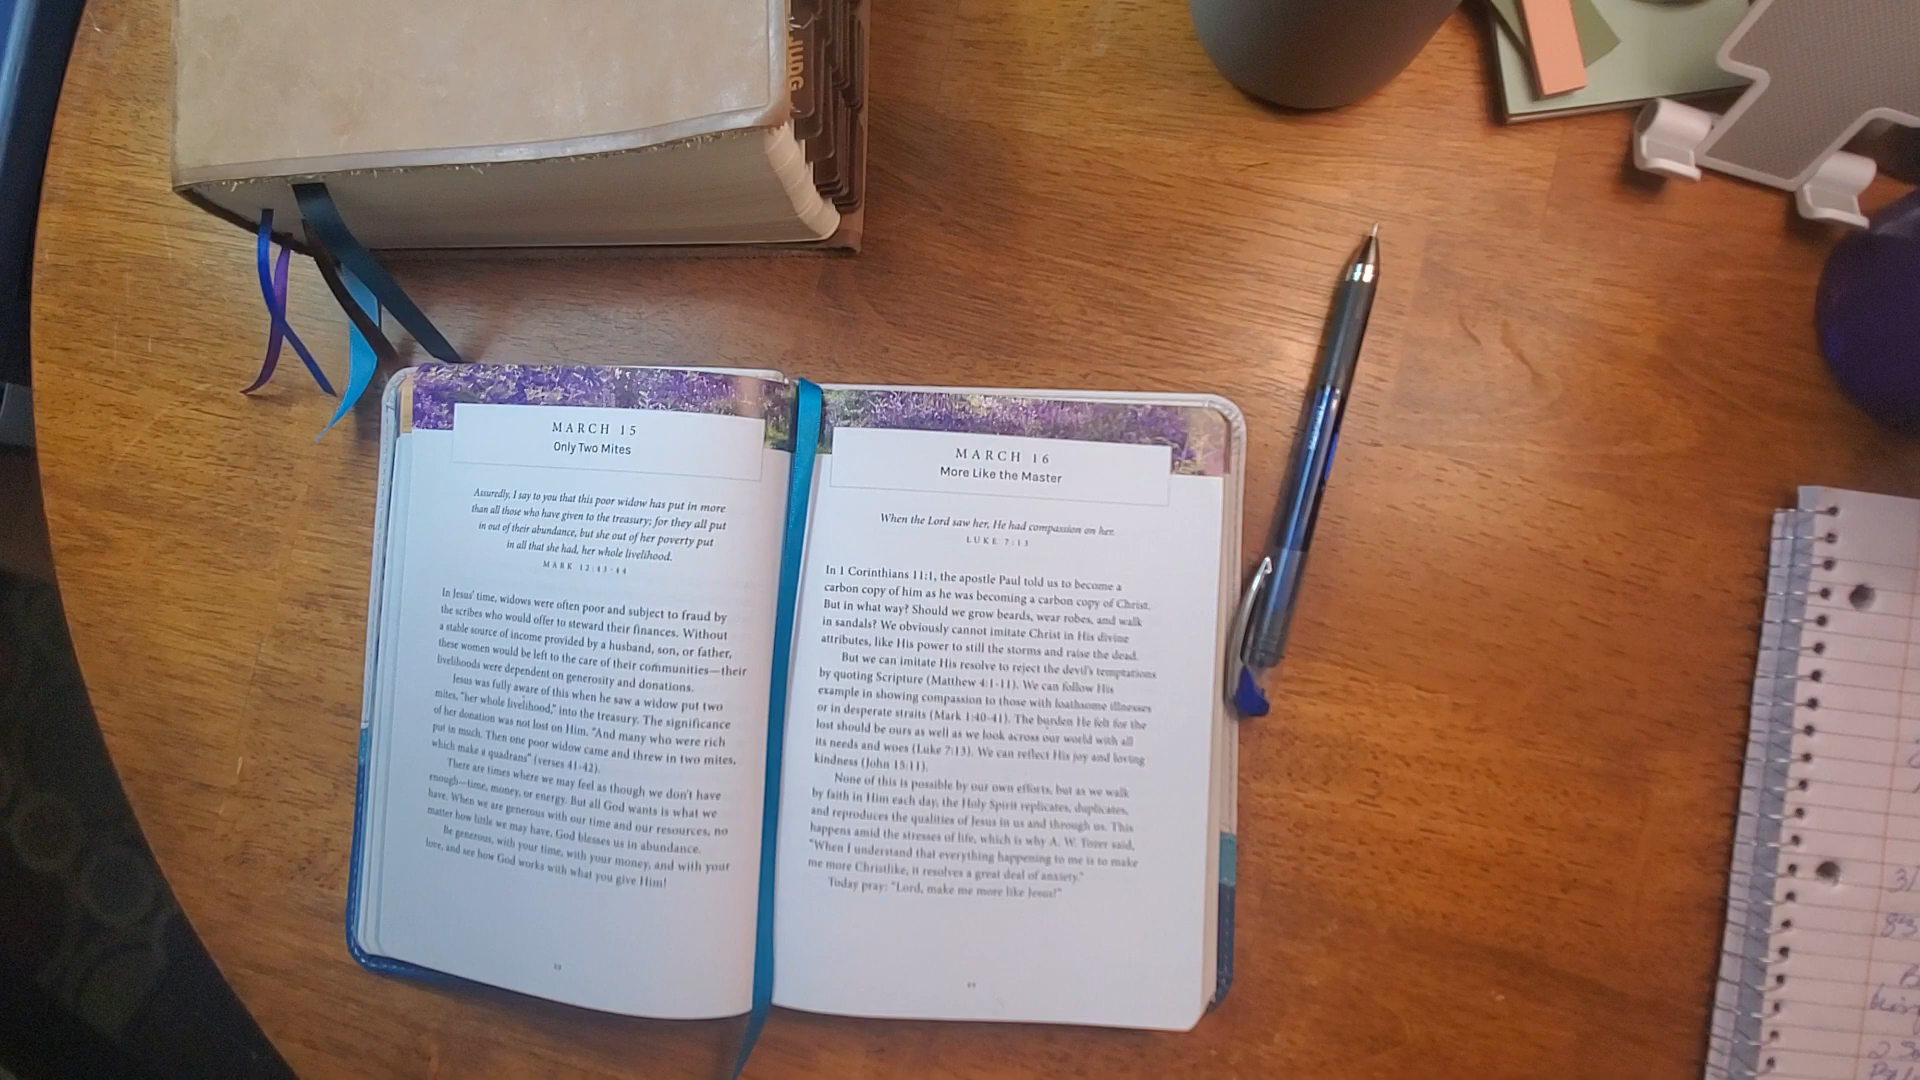 JUDG
MARCH 15
Only Two Mites
Assuredly, I say to you that this poor widow has put in more
than all those who have given to the treasury; for they all put
in out of their abundance, but she out of her poverty put
in all that she had, her whole livelihood.
MARK 12:43-44
In Jesus' time, widows were often poor and subject to fraud by
the scribes who would offer to steward their finances. Without
a stable source of income provided by a husband, son, or father,
these women would be left to the care of their communities—their
livelihoods were dependent on generosity and donations.
Jesus was fully aware of this when he saw a widow put two
mites, "her whole livelihood," into the treasury. The significance
of her donation was not lost on Him. "And many who were rich
put in much. Then one poor widow came and threw in two mites,
which make a quadrans" (verses 41-42).
There are times where we may feel as though we don't have
enough—time, money, or energy. But all God wants is what we
have. When we are generous with our time and our resources, no
matter how little we may have, God blesses us in abundance.
Be generous, with your time, with your money, and with your
love, and see how God works with what you give Him!
MARCH 16
More Like the Master
When the Lord saw her, He had compassion on her.
LUKE 7:13
In 1 Corinthians 11:1, the apostle Paul told us to become a
carbon copy of him as he was becoming a carbon copy of Christ.
But in what way? Should we grow beards, wear robes, and walk
in sandals? We obviously cannot imitate Christ in His divine
attributes, like His power to still the storms and raise the dead.
But we can imitate His resolve to reject the devil's temptations
by quoting Scripture (Matthew 4:1-11). We can follow His
example in showing compassion to those with loathsome illnesses
or in desperate straits (Mark 1:40-41). The burden He felt for the
lost should be ours as well as we look across our world with all
its needs and woes (Luke 7:13). We can reflect His joy and loving
kindness (John 15:11).
None of this is possible by our own efforts, but as we walk
by faith in Him each day, the Holy Spirit replicates, duplicates,
and reproduces the qualities of Jesus in us and through us. This
happens amid the stresses of life, which is why A. W. Tozer said,
"When I understand that everything happening to me is to make
me more Christlike, it resolves a great deal of anxiety."
Today pray: "Lord, make me more like Jesus!"